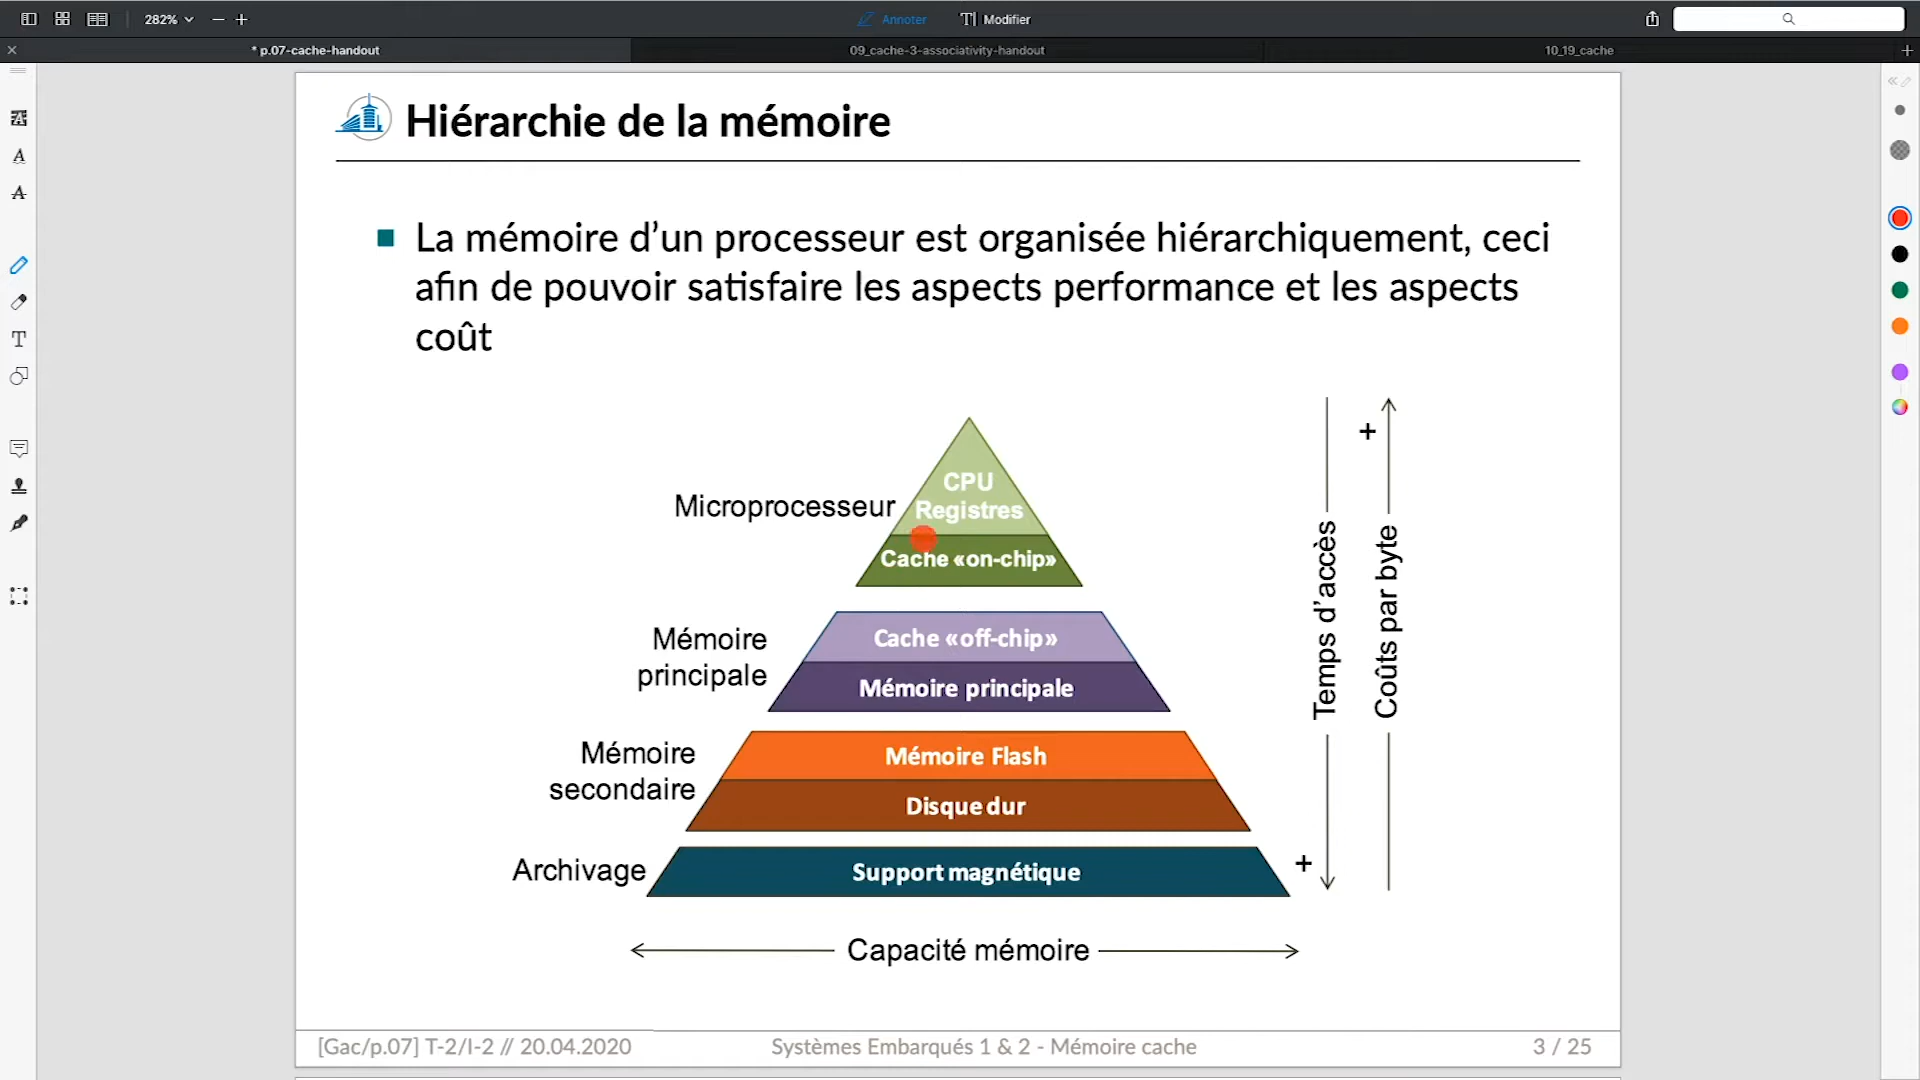 282%
Annoter
Modifier
* p.07-cache-handout
09_cache-3-associativity-handout
10_19_cache
Hiérarchie de la mémoire
La mémoire d’un processeur est organisée hiérarchiquement, ceci
afin de pouvoir satisfaire les aspects performance et les aspects
coût
CPU
Registres
Microprocesseur
Cache «on-chip»
Mémoire
principale
Cache «off-chip»
Mémoire principale
Mémoire
secondaire
Mémoire Flash
Disque dur
Archivage
Support magnétique
Capacité mémoire
Temps d’accès
+
Coûts par byte
+
[Gac/p.07] T-2/I-2 // 20.04.2020
Systèmes Embarqués 1 & 2 - Mémoire cache
3 / 25